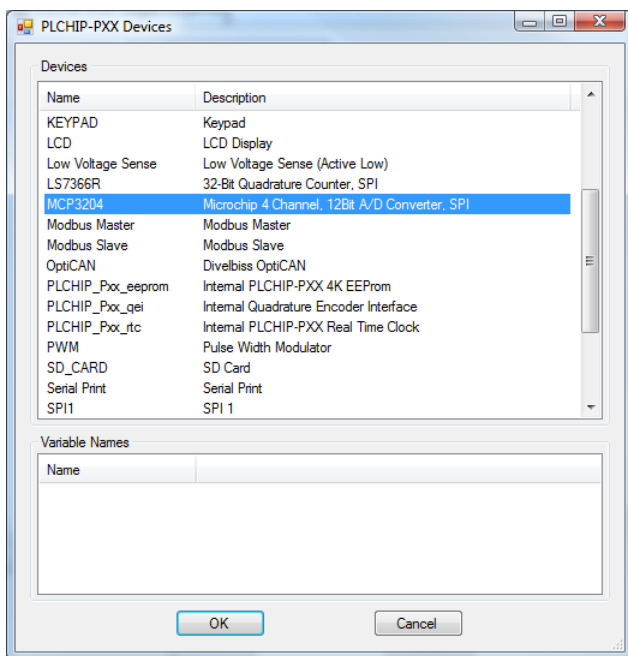 PLCHIP-PXX Devices
Devices
Name Description
KEYPAD Keypad
LCD LCD Display
Low Voltage Sense Low Voltage Sense (Active Low)
LS7366R 32-Bit Quadrature Counter, SPI
MCP3204 Microchip 4 Channel, 12Bit A/D Converter, SPI
Modbus Master Modbus Master
Modbus Slave Modbus Slave
OptiCAN Divelbiss OptiCAN
PLCHIP_Pxx_eeprom Internal PLCHIP-PXX 4K EEProm
PLCHIP_Pxx_qei Internal Quadrature Encoder Interface
PLCHIP_Pxx_rtc Internal PLCHIP-PXX Real Time Clock
PWM Pulse Width Modulator
SD_CARD SD Card
Serial Print Serial Print
SPI1 SPI 1
Variable Names
Name
OK Cancel